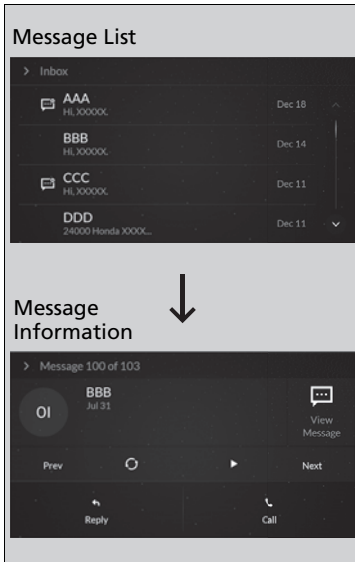 Message List
> Inbox
AAA
Dec 18
Hi, XXXXX.
BBB
Dec 14
Hi, XXXXX.
CCC
Dec 11
Hi, XXXXX.
DDD
Dec 11
24000 Honda XXXX...
Message
Information
> Message 100 of 103
BBB
Jul 31
OI
View
Message
Prev
Next
Reply
Call